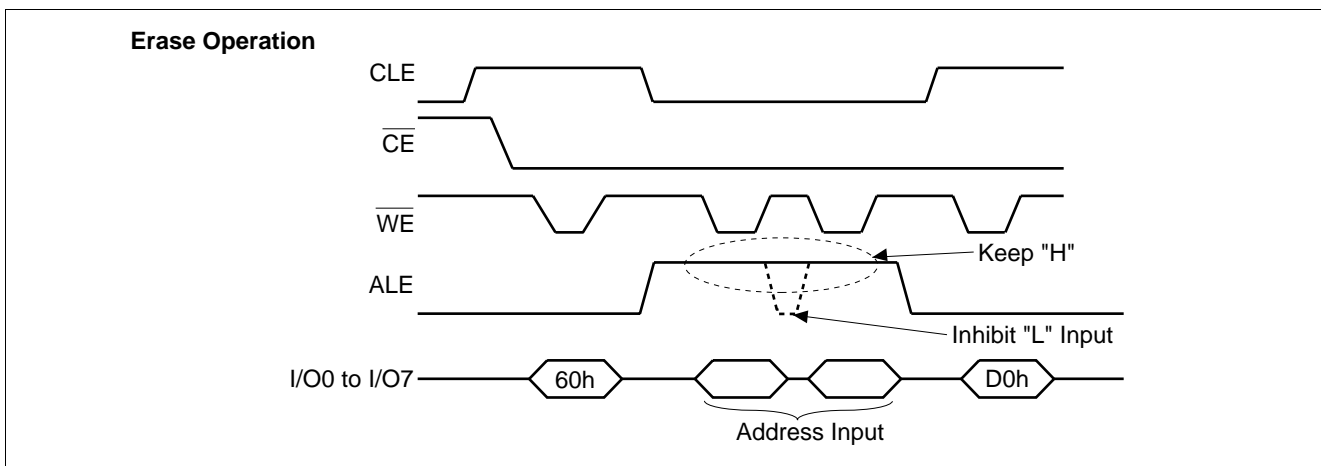 Erase Operation
CLE
CE
WE
Keep "H"
ALE
Inhibit "L" Input
I/O0 to I/O7
60h
D0h
Address Input